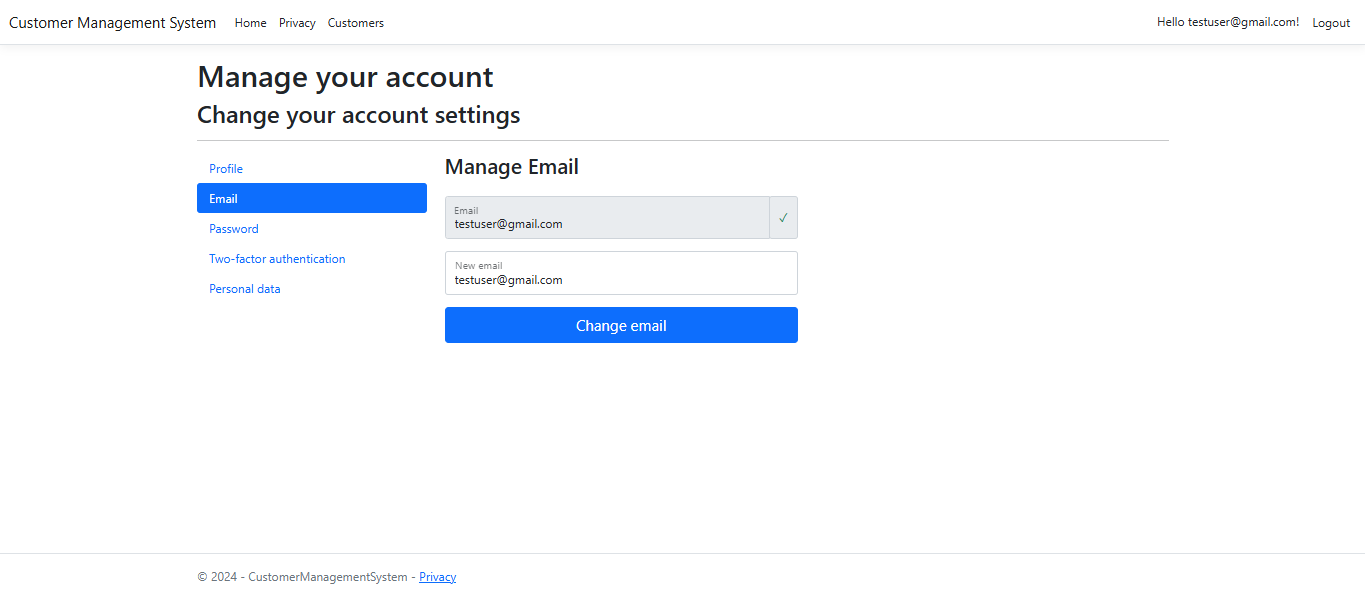 Customer Management System Home Privacy Customers Hello testuser@gmail.com! Logout
Manage your account
Change your account settings
Profile
Email
Password
Two-factor authentication
Personal data
Manage Email
Email
testuser@gmail.com
✓
New email
testuser@gmail.com
Change email
© 2024 - CustomerManagementSystem - Privacy